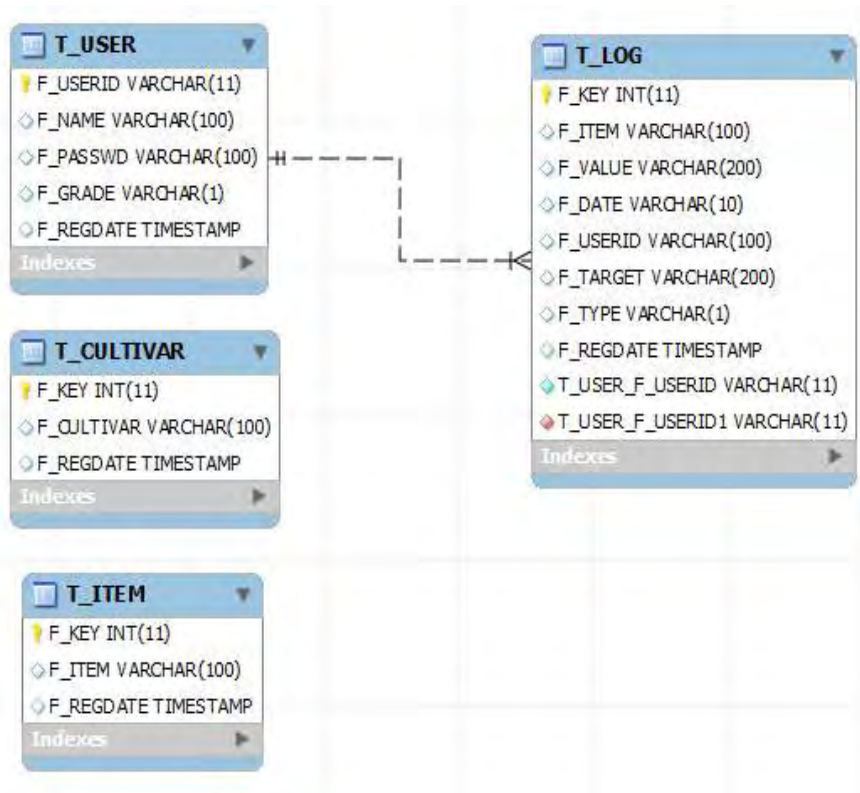 T_USER
F_USERID VARCHAR(11)
F_NAME VARCHAR(100)
F_PASSWD VARCHAR(100)
F_GRADE VARCHAR(1)
F_REGDATE TIMESTAMP
Indexes
T_CULTIVAR
F_KEY INT(11)
F_CULTIVAR VARCHAR(100)
F_REGDATE TIMESTAMP
Indexes
T_ITEM
F_KEY INT(11)
F_ITEM VARCHAR(100)
F_REGDATE TIMESTAMP
Indexes
T_LOG
F_KEY INT(11)
F_ITEM VARCHAR(100)
F_VALUE VARCHAR(200)
F_DATE VARCHAR(10)
F_USERID VARCHAR(100)
F_TARGET VARCHAR(200)
F_TYPE VARCHAR(1)
F_REGDATE TIMESTAMP
T_USER_F_USERID VARCHAR(11)
T_USER_F_USERID1 VARCHAR(11)
Indexes